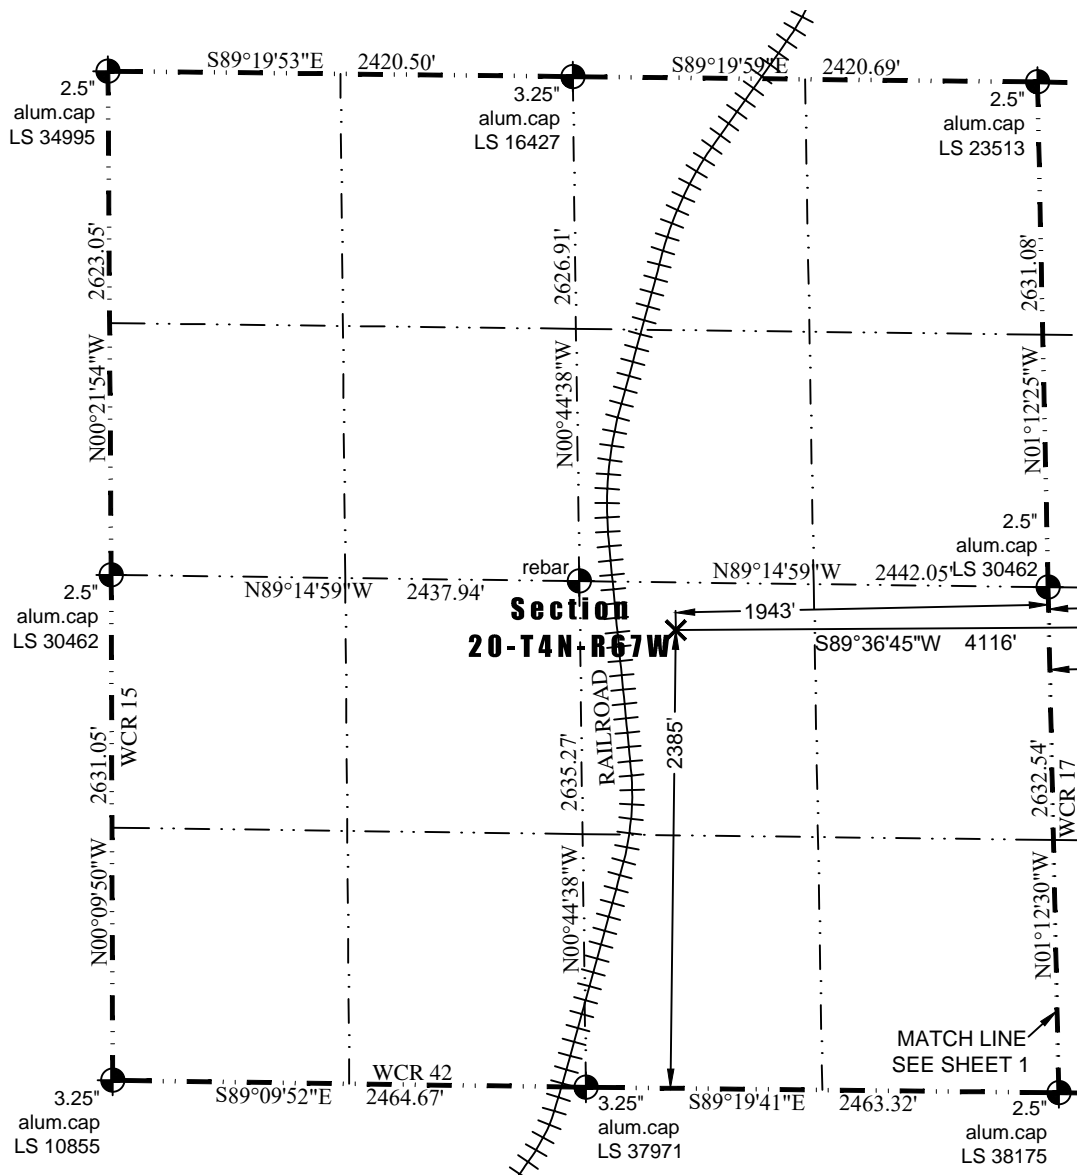 S89°19'53"E 2420.50'
S89°19'59"E 2420.69'
2.5"
alum.cap
LS 34995
3.25"
alum.cap
LS 16427
2.5"
alum.cap
LS 23513
2623.05'
N00°21'54"W
2626.91'
N00°44'38"W
2631.08'
N01°12'25"W
2.5"
alum.cap
LS 30462
rebar
N89°14'59"W 2437.94'
N89°14'59"W 2442.05'
2.5"
alum.cap
LS 30462
Section
20-T4N-R67W
1943'
S89°36'45"W 4116'
RAILROAD
2385'
WCR 15
2631.05'
N00°09'50"W
2635.27'
N00°44'38"W
2632.54'
WCR 17
N01°12'30"W
MATCH LINE
SEE SHEET 1
WCR 42
S89°09'52"E 2464.67'
S89°19'41"E 2463.32'
3.25"
alum.cap
LS 10855
3.25"
alum.cap
LS 37971
2.5"
alum.cap
LS 38175